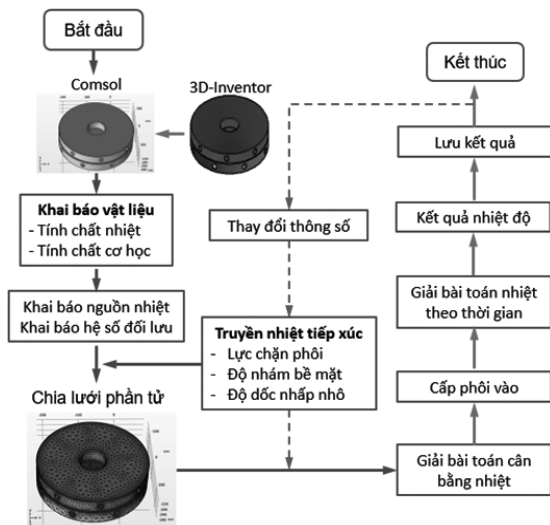 Bắt đầu
Comsol
3D-Inventor
Khai báo vật liệu
- Tính chất nhiệt
- Tính chất cơ học
Khai báo nguồn nhiệt
Khai báo hệ số đối lưu
Chia lưới phần tử
Thay đổi thông số
Truyền nhiệt tiếp xúc
- Lực chặn phôi
- Độ nhám bề mặt
- Độ dốc nhấp nhô
Giải bài toán cân
bằng nhiệt
Cấp phôi vào
Giải bài toán nhiệt
theo thời gian
Kết quả nhiệt độ
Lưu kết quả
Kết thúc